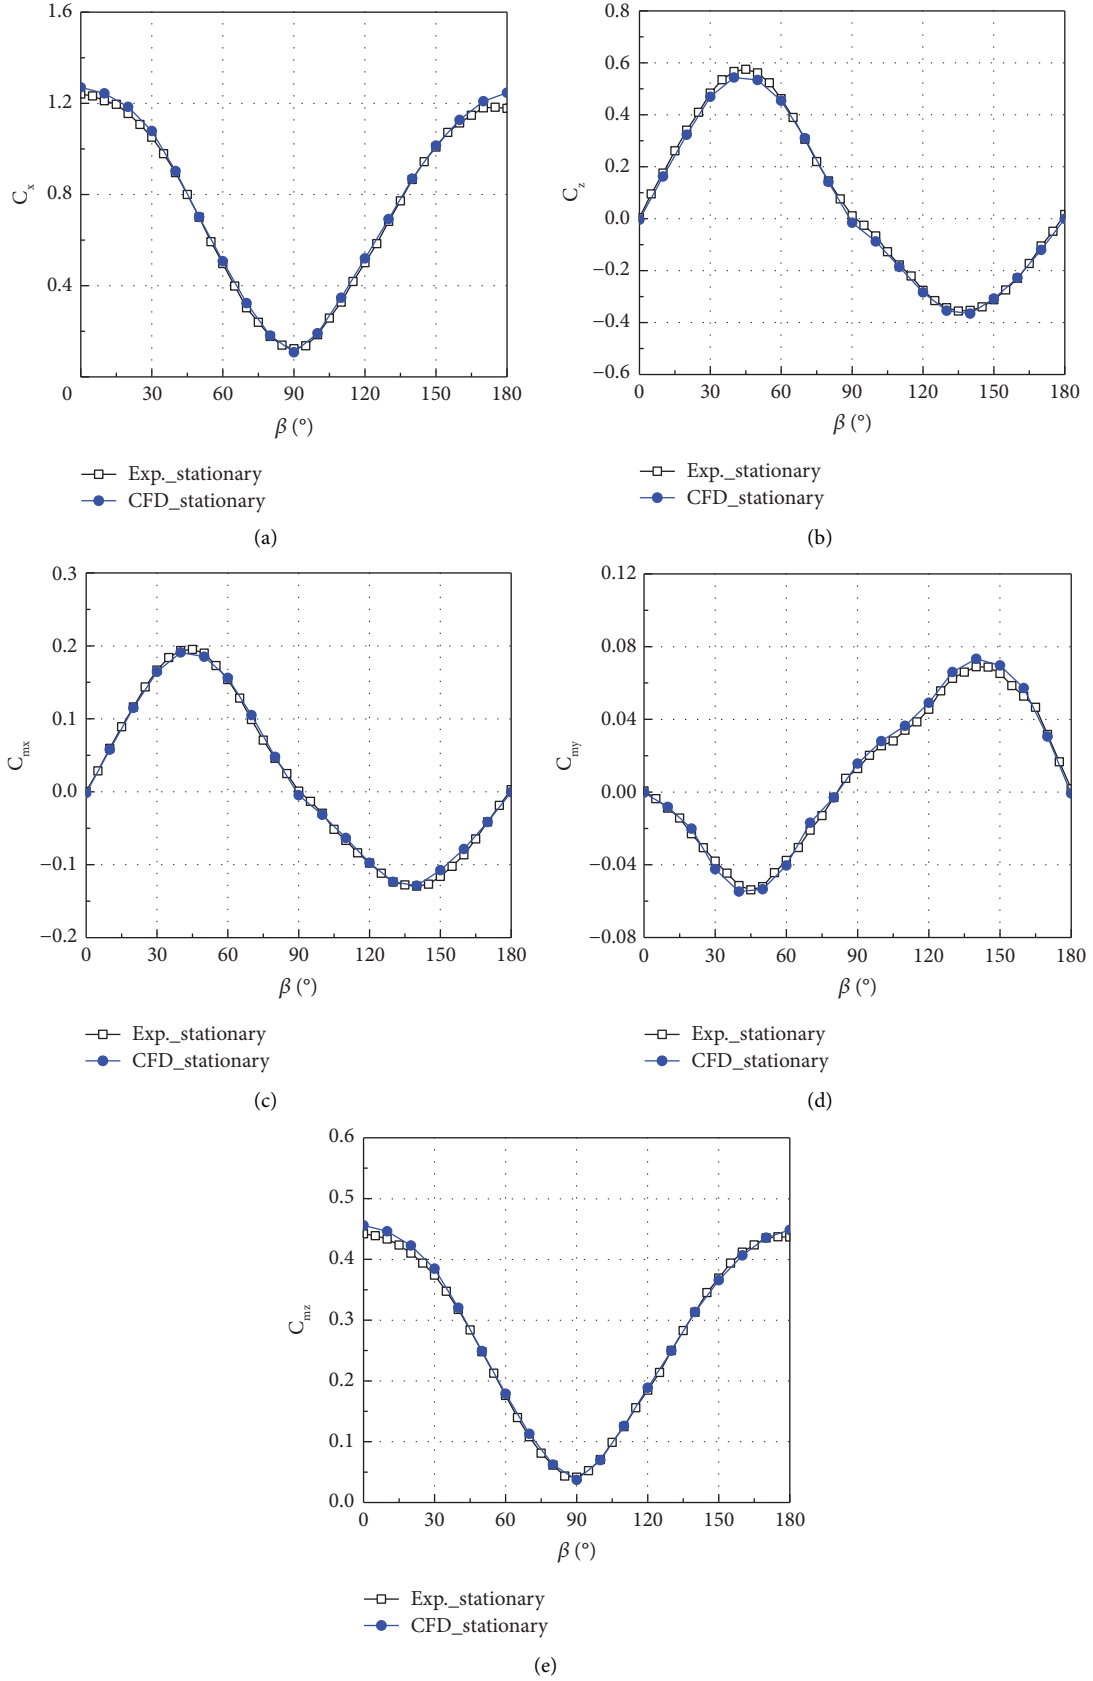 1.6
1.2
0.8
0.4
C_x
0 30 60 90 120 150 180
β (°)
Exp._stationary
CFD_stationary
(a)
0.8
0.6
0.4
0.2
0.0
−0.2
−0.4
−0.6
C_z
0 30 60 90 120 150 180
β (°)
Exp._stationary
CFD_stationary
(b)
0.3
0.2
0.1
0.0
−0.1
−0.2
C_mx
0 30 60 90 120 150 180
β (°)
Exp._stationary
CFD_stationary
(c)
0.12
0.08
0.04
0.00
−0.04
−0.08
C_my
0 30 60 90 120 150 180
β (°)
Exp._stationary
CFD_stationary
(d)
0.6
0.5
0.4
0.3
0.2
0.1
0.0
C_mz
0 30 60 90 120 150 180
β (°)
Exp._stationary
CFD_stationary
(e)